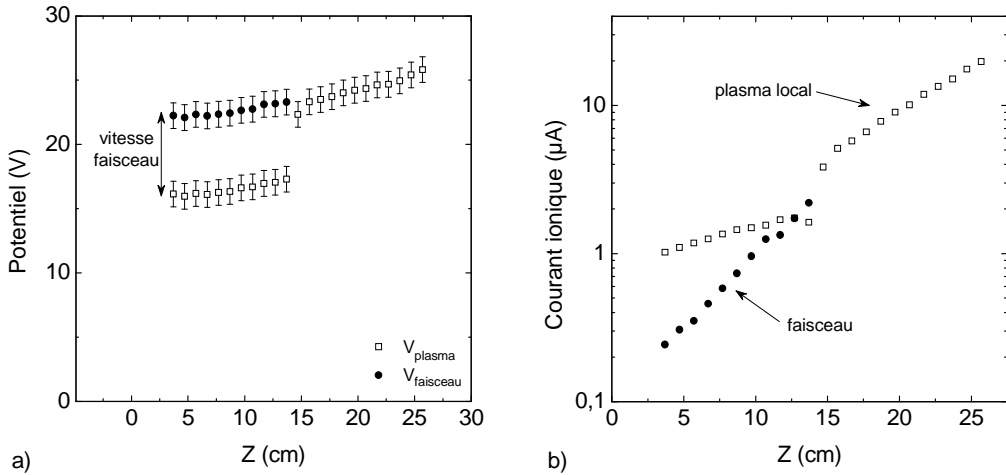 30
20
10
0
0
5
10
15
20
25
30
Potentiel (V)
Z (cm)
vitesse
faisceau
V_plasma
V_faisceau
a)
10
1
0,1
0
5
10
15
20
25
Courant ionique (µA)
Z (cm)
plasma local
faisceau
b)